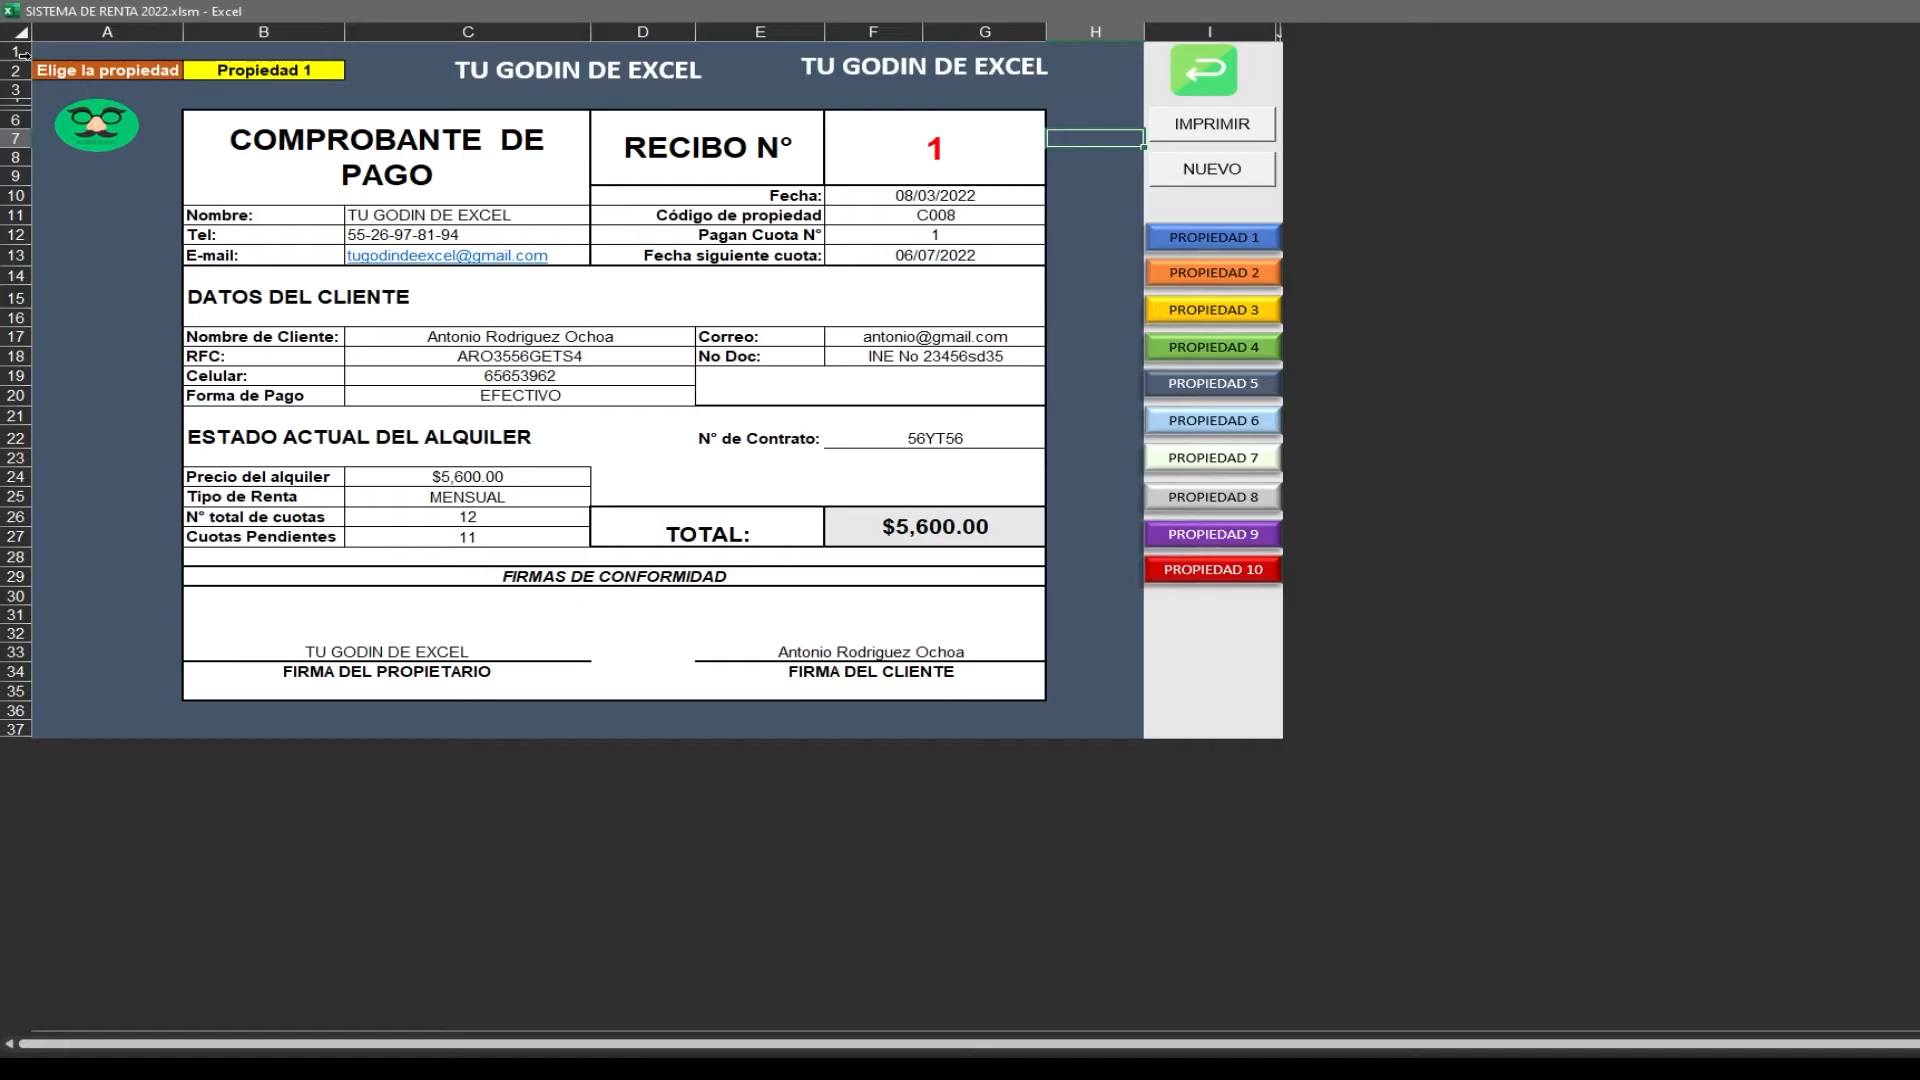 SISTEMA DE RENTA 2022.xlsm - Excel
A B C D E F G H I J
1
2 Elige la propiedad Propiedad 1 TU GODIN DE EXCEL TU GODIN DE EXCEL
3
6 COMPROBANTE DE PAGO RECIBO N° 1 IMPRIMIR
7
8
9 NUEVO
10 Fecha: 08/03/2022
11 Nombre: TU GODIN DE EXCEL Código de propiedad C008
12 Tel: 55-26-97-81-94 Pagan Cuota N° 1 PROPIEDAD 1
13 E-mail: tugodindeexcel@gmail.com Fecha siguiente cuota: 06/07/2022
14 PROPIEDAD 2
15 DATOS DEL CLIENTE
16 PROPIEDAD 3
17 Nombre de Cliente: Antonio Rodriguez Ochoa Correo: antonio@gmail.com
18 RFC: ARO3556GETS4 No Doc: INE No 23456sd35 PROPIEDAD 4
19 Celular: 65653962 PROPIEDAD 5
20 Forma de Pago EFECTIVO
21 PROPIEDAD 6
22 ESTADO ACTUAL DEL ALQUILER N° de Contrato: 56YT56
23 PROPIEDAD 7
24 Precio del alquiler $5,600.00
25 Tipo de Renta MENSUAL PROPIEDAD 8
26 N° total de cuotas 12 TOTAL: $5,600.00
27 Cuotas Pendientes 11 PROPIEDAD 9
28
29 FIRMAS DE CONFORMIDAD PROPIEDAD 10
30
31
32
33 TU GODIN DE EXCEL Antonio Rodriguez Ochoa
34 FIRMA DEL PROPIETARIO FIRMA DEL CLIENTE
35
36
37